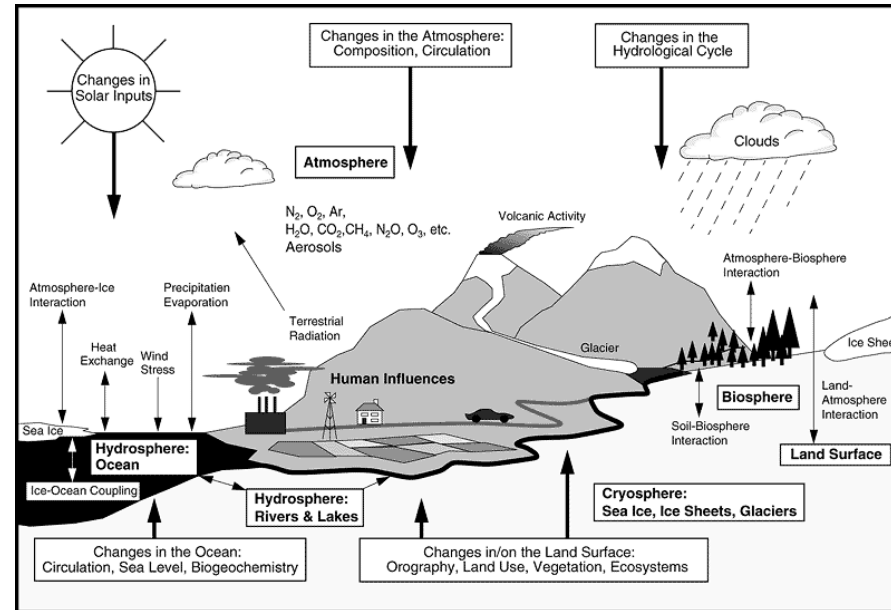 Changes in the Atmosphere:
Composition, Circulation
Changes in the
Hydrological Cycle
Changes in
Solar Inputs
Clouds
Atmosphere
N₂, O₂, Ar,
H₂O, CO₂,CH₄, N₂O, O₃, etc.
Aerosols
Volcanic Activity
Atmosphere-Biosphere
Interaction
Atmosphere-Ice
Interaction
Precipitation
Evaporation
Terrestrial
Radiation
Heat
Exchange
Wind
Stress
Glacier
Ice Sheet
Human Influences
Biosphere
Land-
Atmosphere
Interaction
Soil-Biosphere
Interaction
Sea Ice
Hydrosphere:
Ocean
Land Surface
Ice-Ocean Coupling
Hydrosphere:
Rivers & Lakes
Cryosphere:
Sea Ice, Ice Sheets, Glaciers
Changes in the Ocean:
Circulation, Sea Level, Biogeochemistry
Changes in/on the Land Surface:
Orography, Land Use, Vegetation, Ecosystems